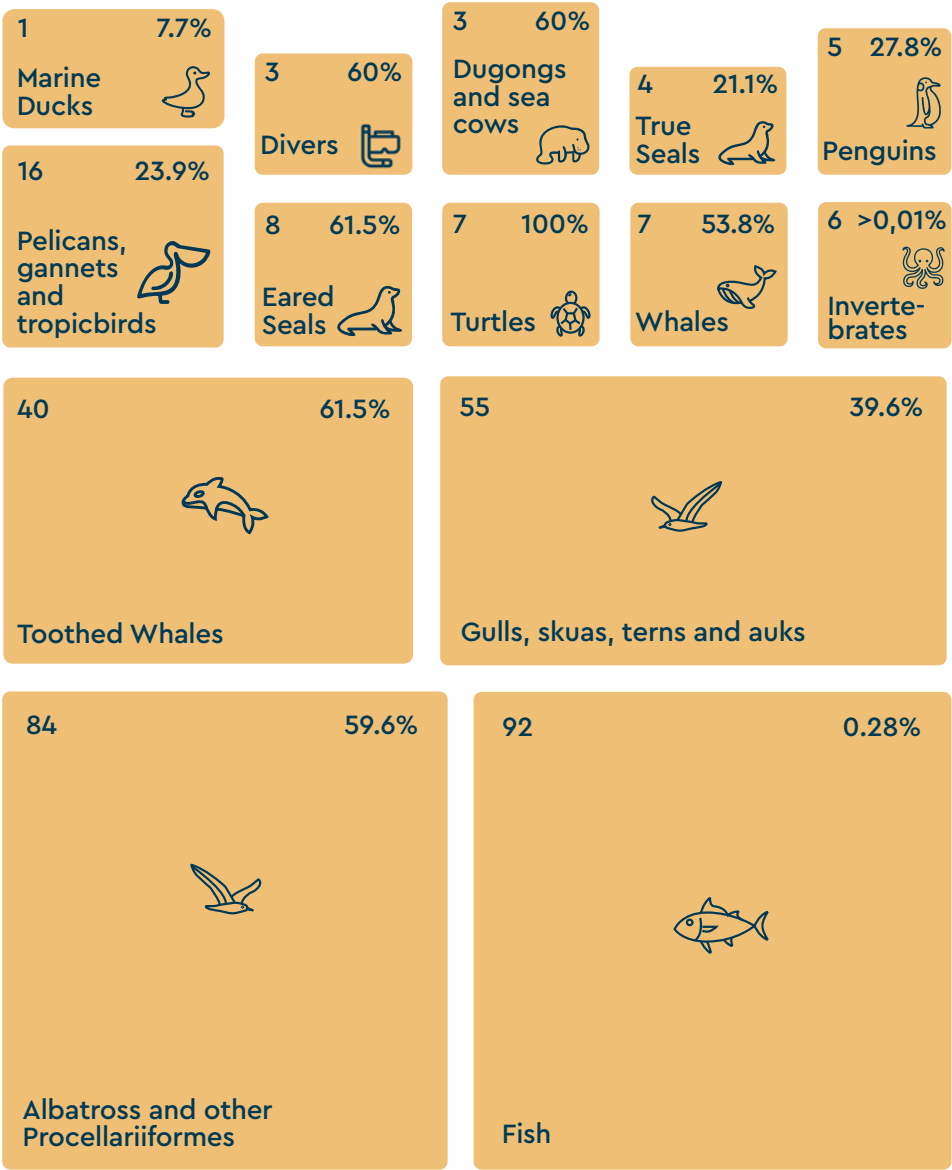 1 7.7%
Marine
Ducks
3 60%
Divers
3 60%
Dugongs
and sea
cows
4 21.1%
True
Seals
5 27.8%
Penguins
16 23.9%
Pelicans,
gannets
and
tropicbirds
8 61.5%
Eared
Seals
7 100%
Turtles
7 53.8%
Whales
6 >0,01%
Inverte-
brates
40 61.5%
Toothed Whales
55 39.6%
Gulls, skuas, terns and auks
84 59.6%
Albatross and other
Procellariiformes
92 0.28%
Fish